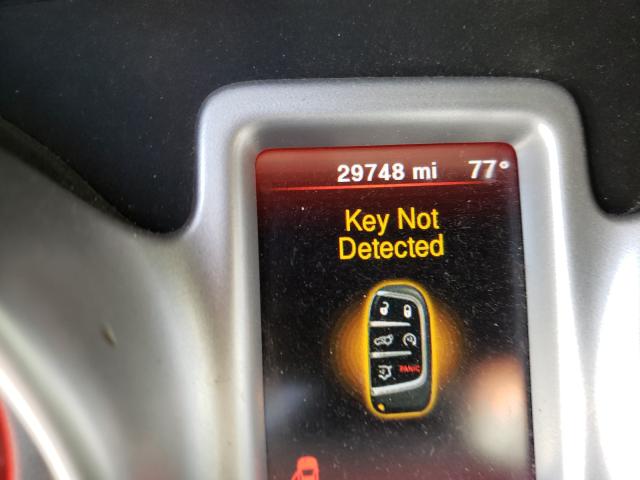 29748 mi 77°
Key Not
Detected
PANIC